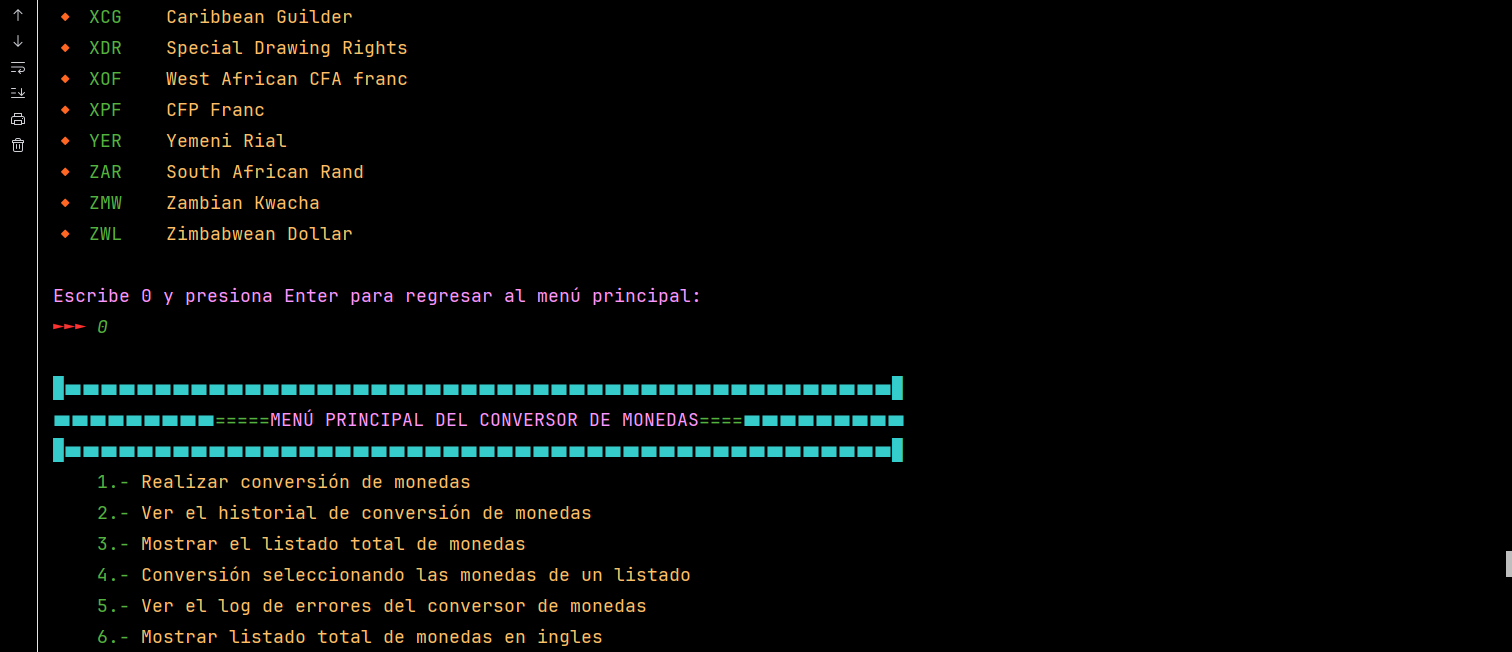 ◆ XCG Caribbean Guilder
◆ XDR Special Drawing Rights
◆ XOF West African CFA franc
◆ XPF CFP Franc
◆ YER Yemeni Rial
◆ ZAR South African Rand
◆ ZMW Zambian Kwacha
◆ ZWL Zimbabwean Dollar
Escribe 0 y presiona Enter para regresar al menú principal:
►►► 0
=====MENÚ PRINCIPAL DEL CONVERSOR DE MONEDAS====
1.- Realizar conversión de monedas
2.- Ver el historial de conversión de monedas
3.- Mostrar el listado total de monedas
4.- Conversión seleccionando las monedas de un listado
5.- Ver el log de errores del conversor de monedas
6.- Mostrar listado total de monedas en ingles